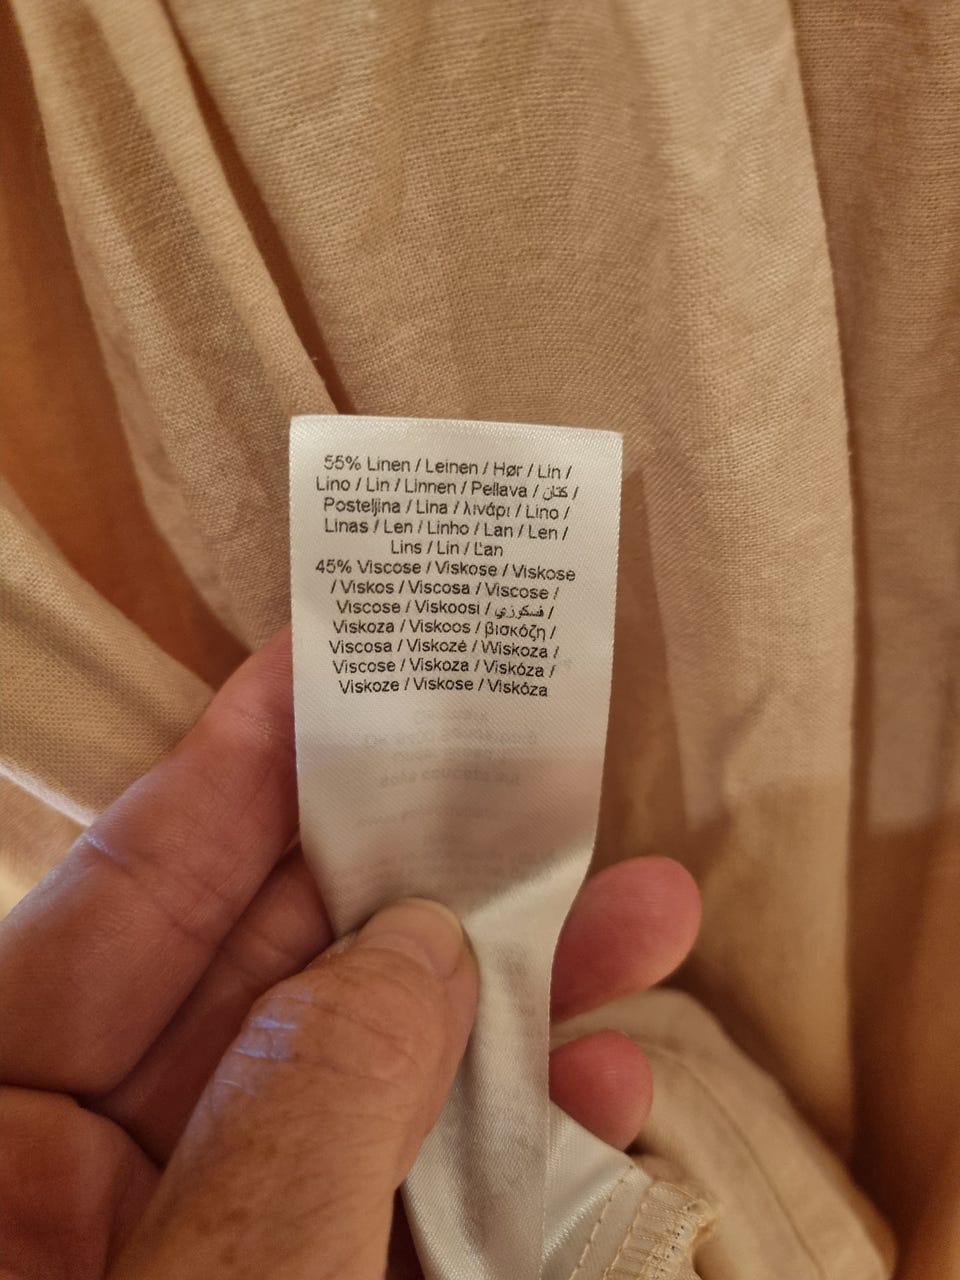 55% Linen / Leinen / Hør / Lin /
Lino / Lin / Linnen / Pellava / كتان /
Posteljina / Lina / λινάρι / Lino /
Linas / Len / Linho / Lan / Len /
Lins / Lin / Ľan
45% Viscose / Viskose / Viskose
/ Viskos / Viscosa / Viscose /
Viscose / Viskoosi / فسكوزي /
Viskoza / Viskoos / βισκόζη /
Viscosa / Viskozė / Wiskoza /
Viscose / Viskoza / Viskóza /
Viskoze / Viskose / Viskóza